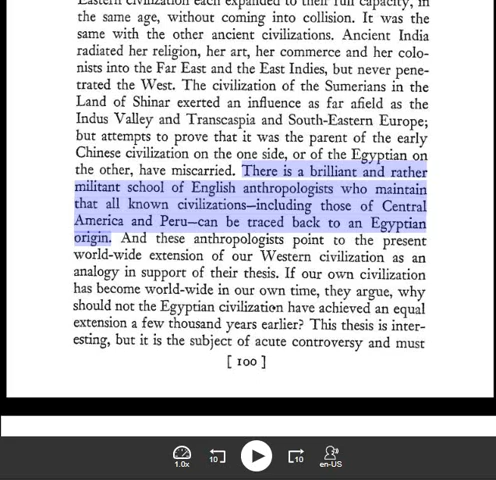 Eastern civilization each expanded to their full capacity, in
the same age, without coming into collision. It was the
same with the other ancient civilizations. Ancient India
radiated her religion, her art, her commerce and her colo-
nists into the Far East and the East Indies, but never pene-
trated the West. The civilization of the Sumerians in the
Land of Shinar exerted an influence as far afield as the
Indus Valley and Transcaspia and South-Eastern Europe;
but attempts to prove that it was the parent of the early
Chinese civilization on the one side, or of the Egyptian on
the other, have miscarried. There is a brilliant and rather
militant school of English anthropologists who maintain
that all known civilizations—including those of Central
America and Peru—can be traced back to an Egyptian
origin. And these anthropologists point to the present
world-wide extension of our Western civilization as an
analogy in support of their thesis. If our own civilization
has become world-wide in our own time, they argue, why
should not the Egyptian civilization have achieved an equal
extension a few thousand years earlier? This thesis is inter-
esting, but it is the subject of acute controversy and must
[ 100 ]
1.0x 10 10 en-US